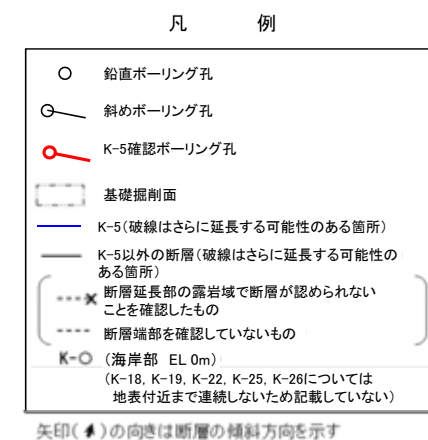 凡 例
鉛直ボーリング孔
斜めボーリング孔
K-5確認ボーリング孔
基礎掘削面
K-5(破線はさらに延長する可能性のある箇所)
K-5以外の断層(破線はさらに延長する可能性の
ある箇所)
断層延長部の露岩域で断層が認められない
ことを確認したもの
断層端部を確認していないもの
K-○ (海岸部 EL 0m)
(K-18, K-19, K-22, K-25, K-26については
地表付近まで連続しないため記載していない)
矢印( )の向きは断層の傾斜方向を示す